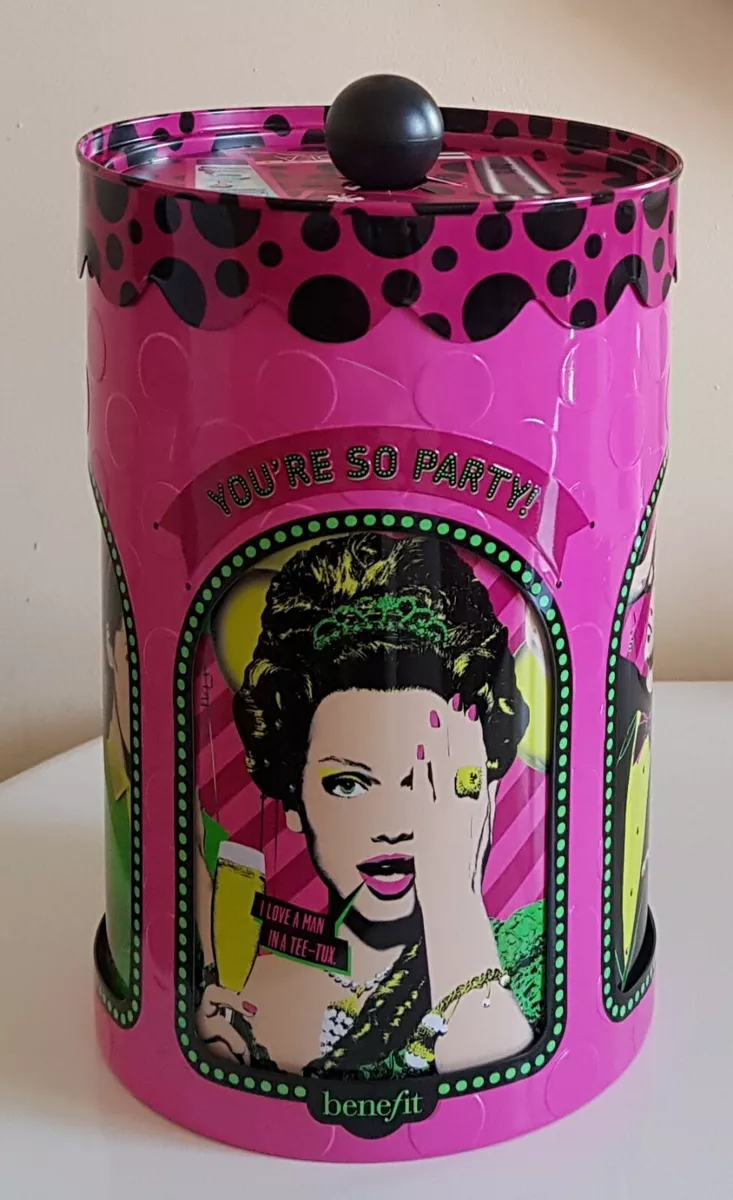 YOU'RE SO PARTY!
I LOVE A MAN
IN A TEE-TUX.
benefit